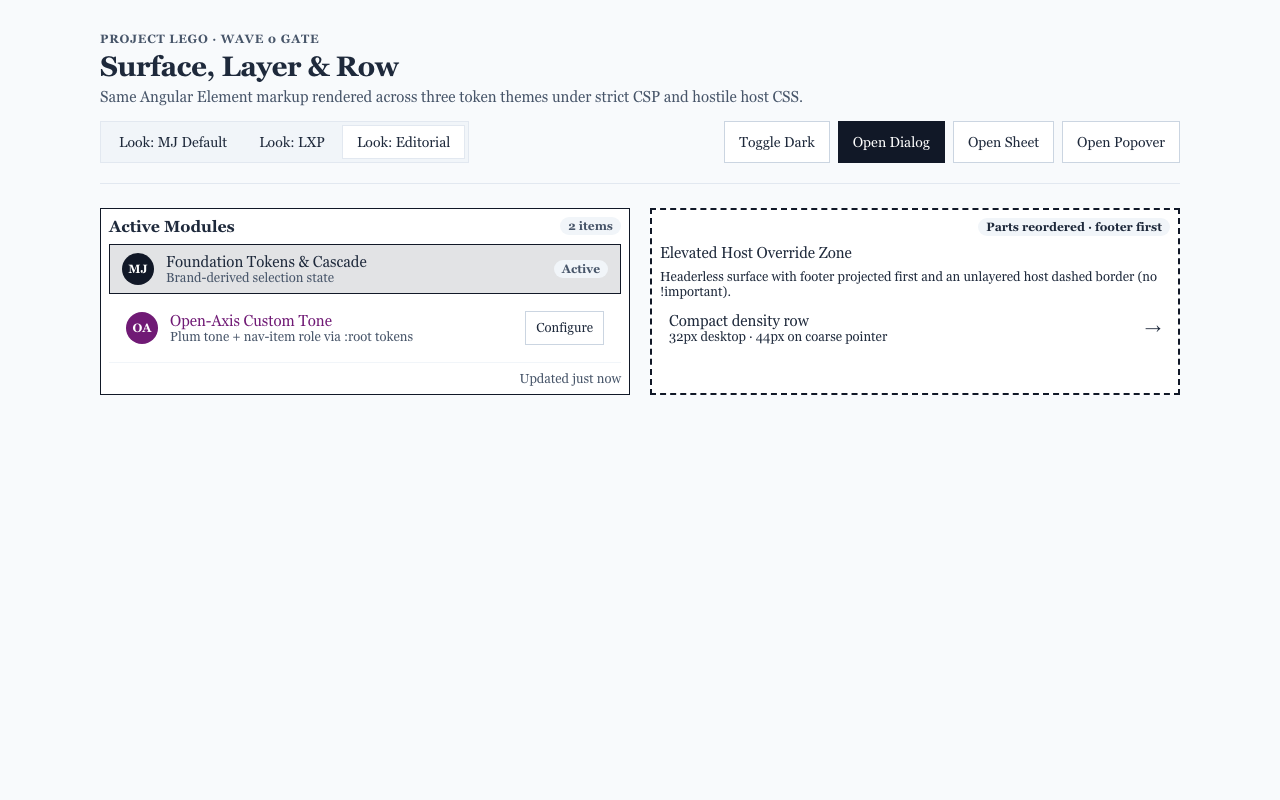 PROJECT LEGO · WAVE 0 GATE
Surface, Layer & Row
Same Angular Element markup rendered across three token themes under strict CSP and hostile host CSS.
Look: MJ Default
Look: LXP
Look: Editorial
Toggle Dark
Open Dialog
Open Sheet
Open Popover
Active Modules
2 items
MJ
Foundation Tokens & Cascade
Brand-derived selection state
Active
OA
Open-Axis Custom Tone
Plum tone + nav-item role via :root tokens
Configure
Updated just now
Parts reordered · footer first
Elevated Host Override Zone
Headerless surface with footer projected first and an unlayered host dashed border (no
!important).
Compact density row
32px desktop · 44px on coarse pointer
→